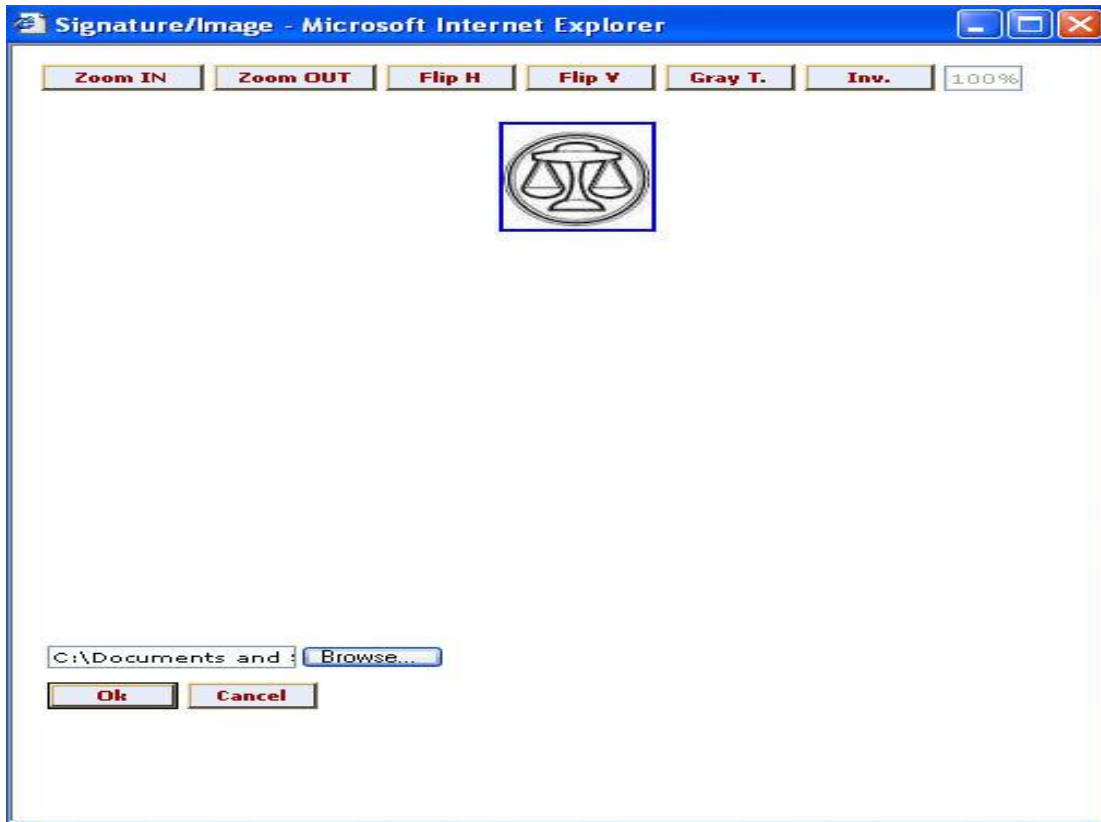 Signature/Image - Microsoft Internet Explorer
Zoom IN Zoom OUT Flip H Flip V Gray T. Inv. 100%
C:\Documents and Browse...
Ok Cancel